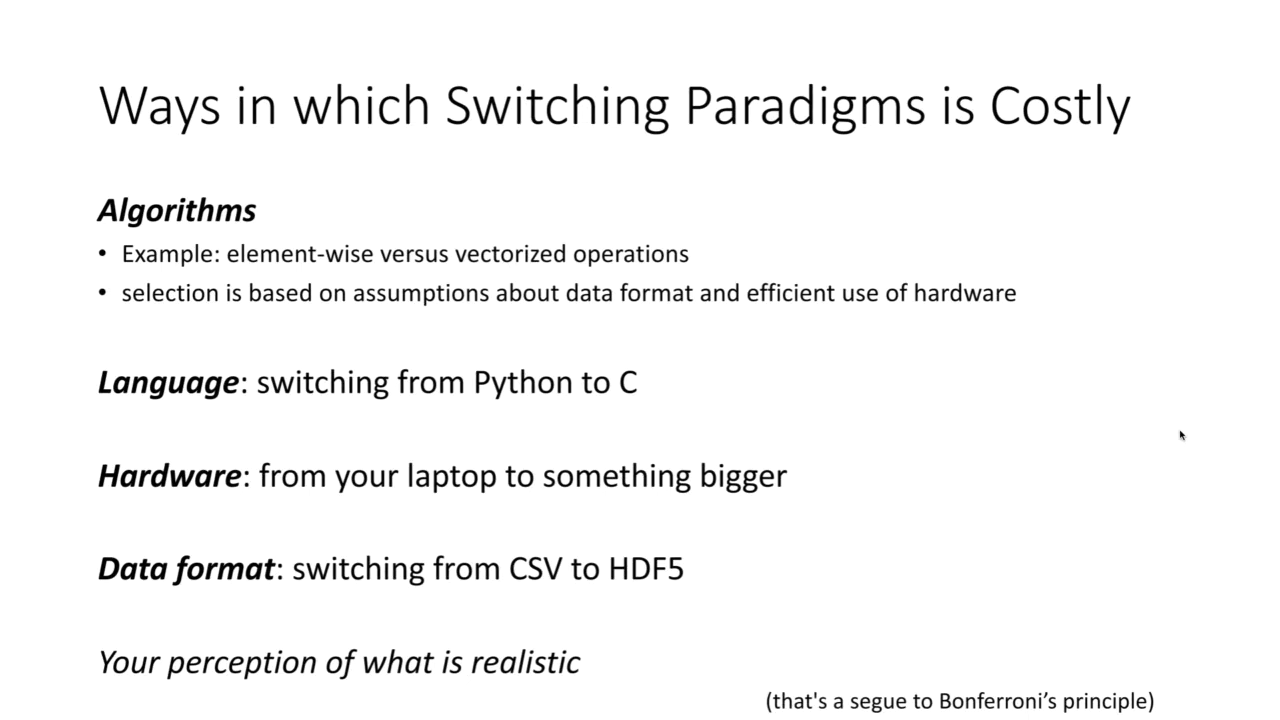 Ways in which Switching Paradigms is Costly
Algorithms
• Example: element-wise versus vectorized operations
• selection is based on assumptions about data format and efficient use of hardware
Language: switching from Python to C
Hardware: from your laptop to something bigger
Data format: switching from CSV to HDF5
Your perception of what is realistic
(that's a segue to Bonferroni’s principle)